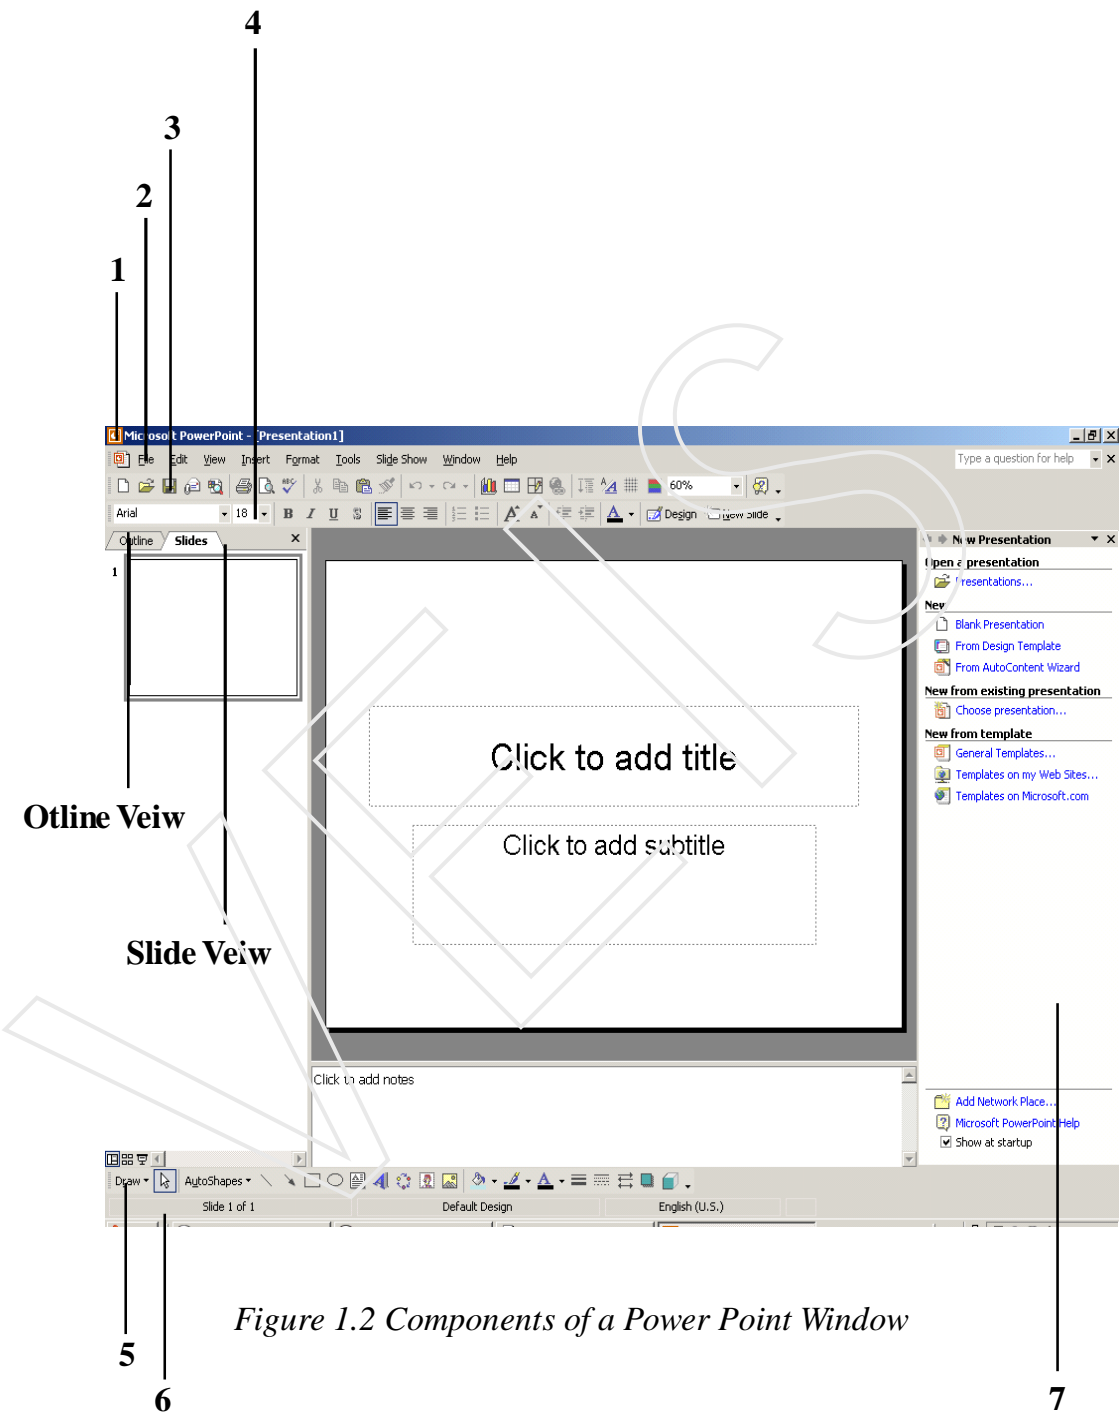 4
3
2
1
Microsoft PowerPoint - [Presentation1]
File Edit View Insert Format Tools Slide Show Window Help
Type a question for help
60%
Arial 18 B I U S A A A Design New Slide
Outline Slides
New Presentation
1
Open a presentation
Presentations...
New
Blank Presentation
From Design Template
From AutoContent Wizard
New from existing presentation
Choose presentation...
New from template
General Templates...
Templates on my Web Sites...
Templates on Microsoft.com
Click to add title
Click to add subtitle
Otline Veiw
Slide Veiw
Click to add notes
Add Network Place...
Microsoft PowerPoint Help
Show at startup
Draw AutoShapes
Slide 1 of 1 Default Design English (U.S.)
Figure 1.2 Components of a Power Point Window
5
6
7
VELS